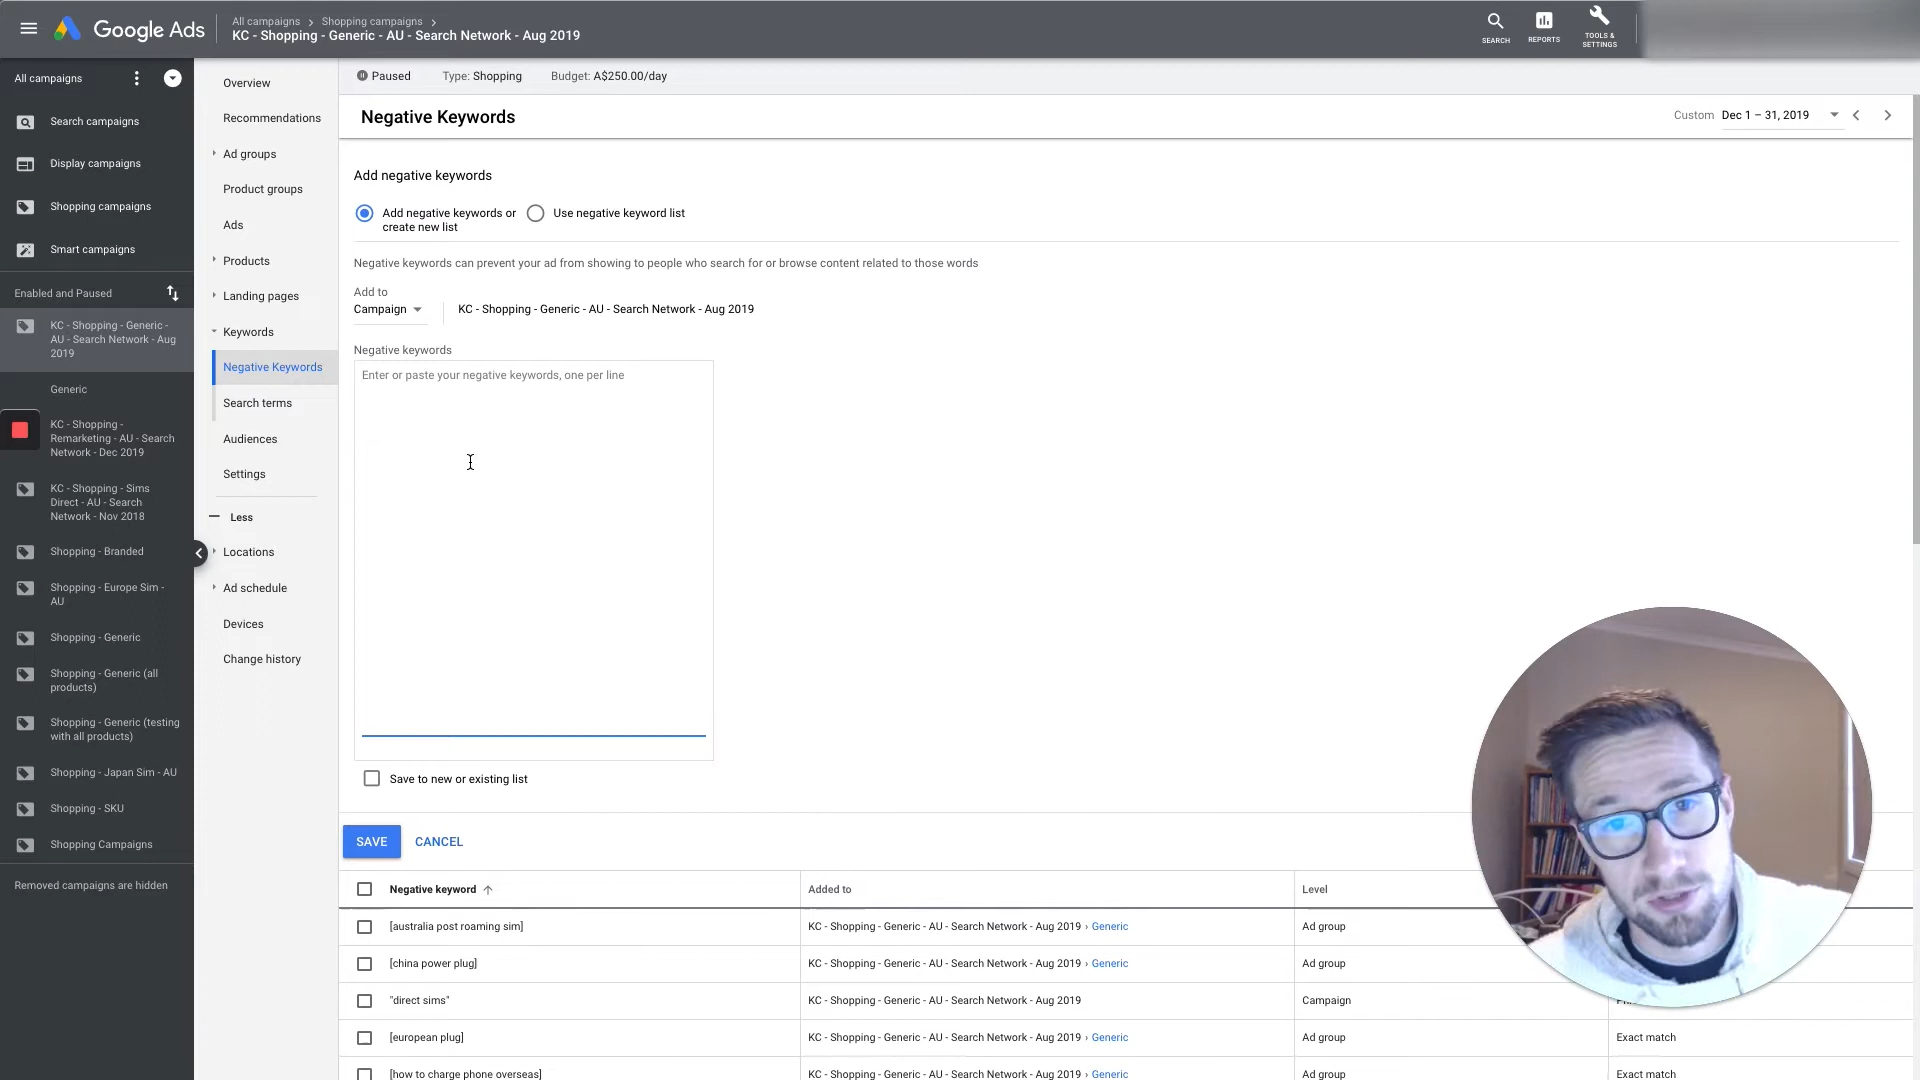 Google Ads
All campaigns > Shopping campaigns >
KC - Shopping - Generic - AU - Search Network - Aug 2019
SEARCH
REPORTS
TOOLS &
SETTINGS
All campaigns
Search campaigns
Display campaigns
Shopping campaigns
Smart campaigns
Enabled and Paused
KC - Shopping - Generic -
AU - Search Network - Aug
2019
Generic
KC - Shopping -
Remarketing - AU - Search
Network - Dec 2019
KC - Shopping - Sims
Direct - AU - Search
Network - Nov 2018
Shopping - Branded
Shopping - Europe Sim -
AU
Shopping - Generic
Shopping - Generic (all
products)
Shopping - Generic (testing
with all products)
Shopping - Japan Sim - AU
Shopping - SKU
Shopping Campaigns
Removed campaigns are hidden
Overview
Recommendations
Ad groups
Product groups
Ads
Products
Landing pages
Keywords
Negative Keywords
Search terms
Audiences
Settings
Less
Locations
Ad schedule
Devices
Change history
Paused
Type: Shopping
Budget: A$250.00/day
Negative Keywords
Custom Dec 1 – 31, 2019
Add negative keywords
Add negative keywords or
create new list
Use negative keyword list
Negative keywords can prevent your ad from showing to people who search for or browse content related to those words
Add to
Campaign
KC - Shopping - Generic - AU - Search Network - Aug 2019
Negative keywords
Enter or paste your negative keywords, one per line
Save to new or existing list
SAVE
CANCEL
Negative keyword Added to Level
[australia post roaming sim] KC - Shopping - Generic - AU - Search Network - Aug 2019 › Generic Ad group
[china power plug] KC - Shopping - Generic - AU - Search Network - Aug 2019 › Generic Ad group
"direct sims" KC - Shopping - Generic - AU - Search Network - Aug 2019 Campaign
[european plug] KC - Shopping - Generic - AU - Search Network - Aug 2019 › Generic Ad group Exact match
[how to charge phone overseas] KC - Shopping - Generic - AU - Search Network - Aug 2019 › Generic Ad group Exact match